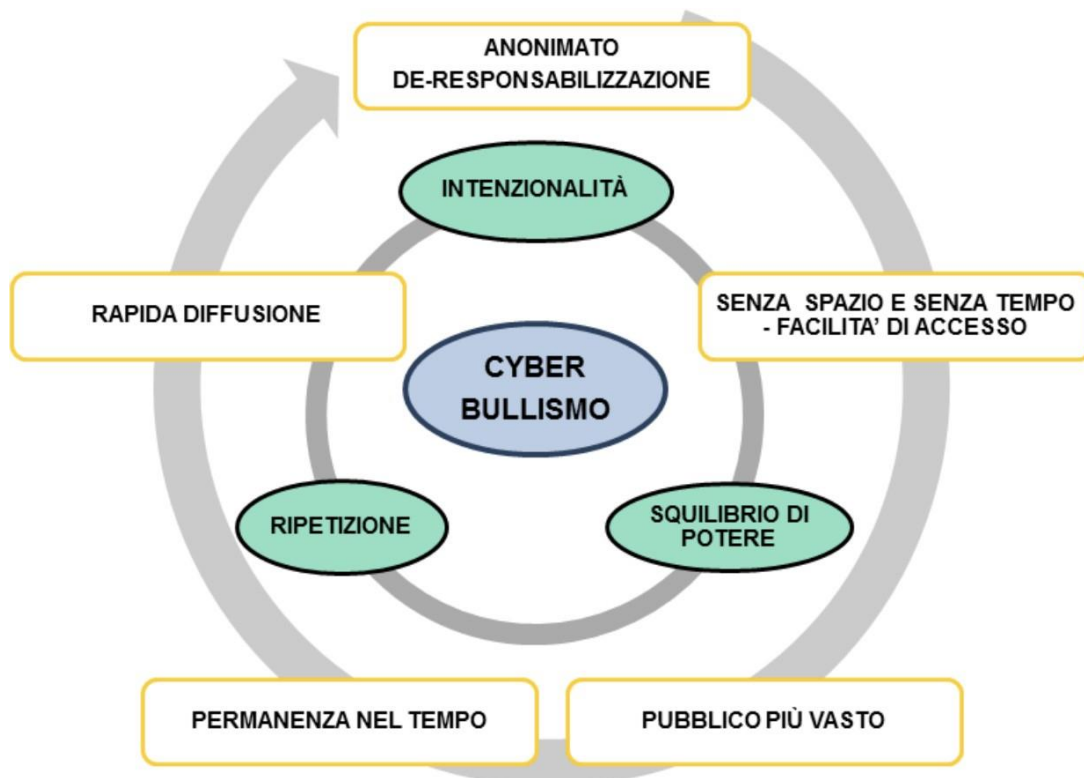 ANONIMATO
DE-RESPONSABILIZZAZIONE
INTENZIONALITÀ
RAPIDA DIFFUSIONE
SENZA SPAZIO E SENZA TEMPO
- FACILITA' DI ACCESSO
CYBER
BULLISMO
RIPETIZIONE
SQUILIBRIO DI
POTERE
PERMANENZA NEL TEMPO
PUBBLICO PIÙ VASTO